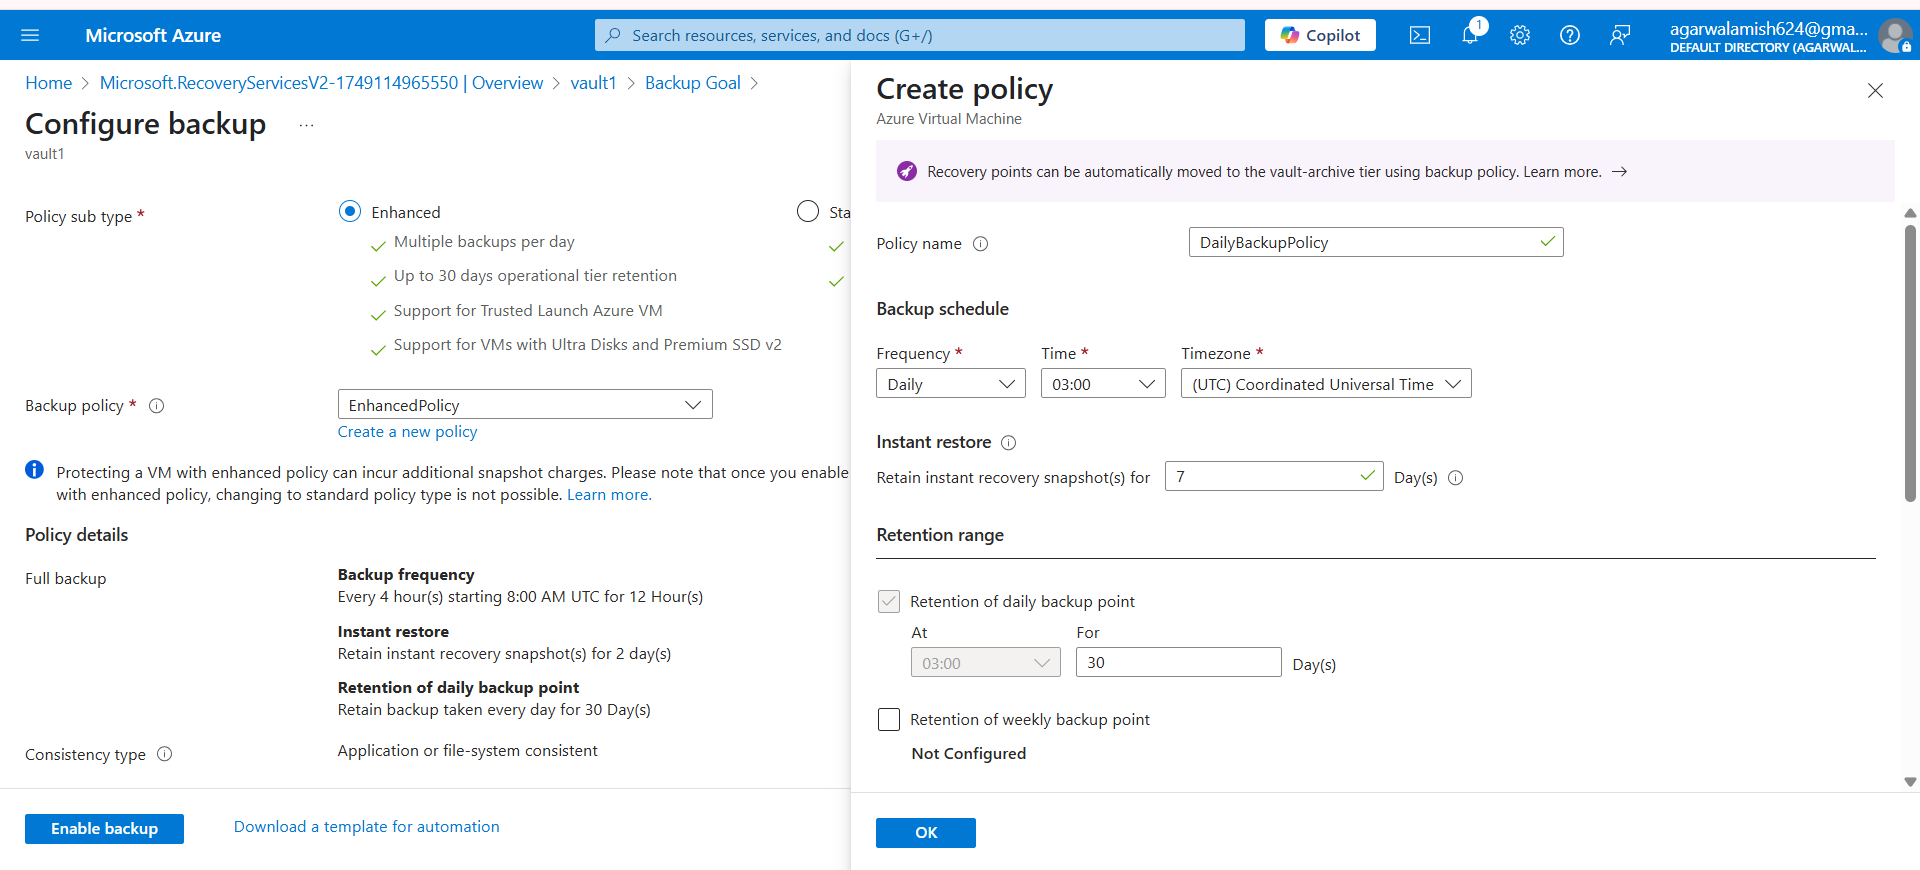 Microsoft Azure
Search resources, services, and docs (G+/)
Copilot
1
agarwalamish624@gma...
DEFAULT DIRECTORY (AGARWAL...
Home > Microsoft.RecoveryServicesV2-1749114965550 | Overview > vault1 > Backup Goal >
Configure backup ...
vault1
Policy sub type *
Enhanced
Multiple backups per day
Up to 30 days operational tier retention
Support for Trusted Launch Azure VM
Support for VMs with Ultra Disks and Premium SSD v2
Sta
Backup policy *
EnhancedPolicy
Create a new policy
Protecting a VM with enhanced policy can incur additional snapshot charges. Please note that once you enable
with enhanced policy, changing to standard policy type is not possible. Learn more.
Policy details
Full backup
Backup frequency
Every 4 hour(s) starting 8:00 AM UTC for 12 Hour(s)
Instant restore
Retain instant recovery snapshot(s) for 2 day(s)
Retention of daily backup point
Retain backup taken every day for 30 Day(s)
Consistency type
Application or file-system consistent
Enable backup
Download a template for automation
Create policy
Azure Virtual Machine
Recovery points can be automatically moved to the vault-archive tier using backup policy. Learn more. →
Policy name
DailyBackupPolicy
Backup schedule
Frequency * Time * Timezone *
Daily 03:00 (UTC) Coordinated Universal Time
Instant restore
Retain instant recovery snapshot(s) for 7 Day(s)
Retention range
Retention of daily backup point
At For
03:00 30 Day(s)
Retention of weekly backup point
Not Configured
OK